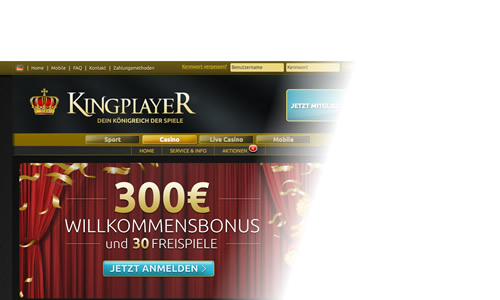 | Home | Mobile | FAQ | Kontakt | Zahlungsmethoden
Kennwort vergessen? Benutzername Kennwort
KINGPLAYER
DEIN KÖNIGREICH DER SPIELE
JETZT
Sport Casino Live Casino Mobile
HOME SERVICE & INFO AKTIONEN
300€
WILLKOMMENSBONUS
und 30 FREISPIELE
JETZT ANMELDEN >